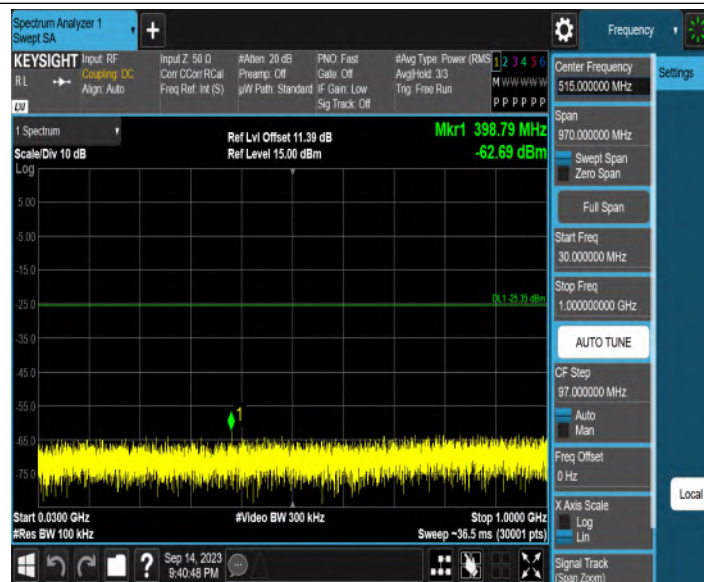 Spectrum Analyzer 1
Swept SA
+
Frequency
KEYSIGHT
Input: RF
Coupling: DC
Align: Auto
R L
LXI
Input Z: 50 Ω
Corr CCorr RCal
Freq Ref: Int (S)
#Atten: 20 dB
Preamp: Off
µW Path: Standard
PNO: Fast
Gate: Off
IF Gain: Low
Sig Track: Off
#Avg Type: Power (RMS
Avg|Hold: 3/3
Trig: Free Run
1 2 3 4 5 6
M W W W W W
P P P P P P
1 Spectrum
Scale/Div 10 dB
Log
Ref Lvl Offset 11.39 dB
Ref Level 15.00 dBm
Mkr1 398.79 MHz
-62.69 dBm
5.00
-5.00
-15.0
-25.0
-35.0
-45.0
-55.0
-65.0
-75.0
DL1 -25.35 dBm
1
Start 0.0300 GHz
#Res BW 100 kHz
#Video BW 300 kHz
Stop 1.0000 GHz
Sweep ~36.5 ms (30001 pts)
Center Frequency
515.000000 MHz
Settings
Span
970.000000 MHz
Swept Span
Zero Span
Full Span
Start Freq
30.000000 MHz
Stop Freq
1.000000000 GHz
AUTO TUNE
CF Step
97.000000 MHz
Auto
Man
Freq Offset
0 Hz
X Axis Scale
Log
Lin
Signal Track
(Span Zoom)
Local
?
Sep 14, 2023
9:40:48 PM